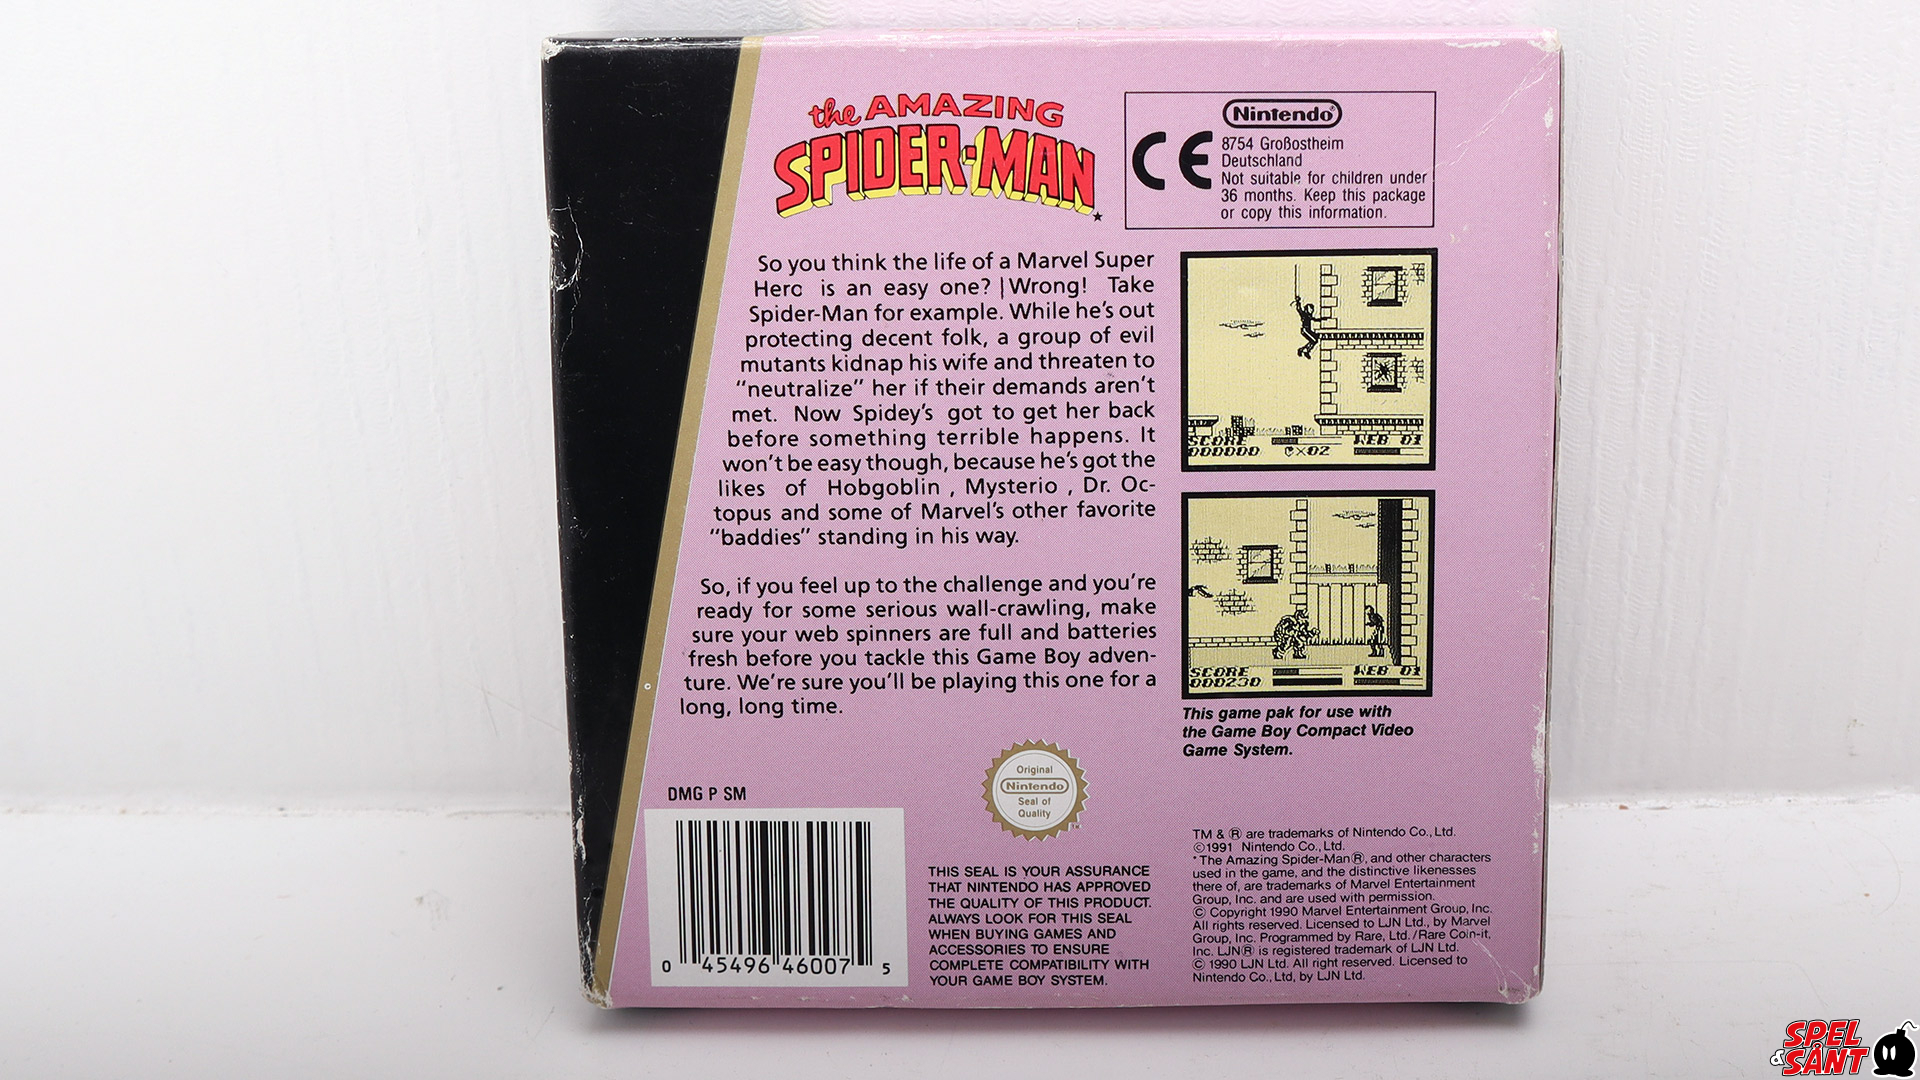 the AMAZING
SPIDER-MAN
★
Nintendo®
CE
8754 Großostheim
Deutschland
Not suitable for children under
36 months. Keep this package
or copy this information.
So you think the life of a Marvel Super
Hero is an easy one? Wrong! Take
Spider-Man for example. While he's out
protecting decent folk, a group of evil
mutants kidnap his wife and threaten to
"neutralize" her if their demands aren't
met. Now Spidey's got to get her back
before something terrible happens. It
won't be easy though, because he's got the
likes of Hobgoblin , Mysterio , Dr. Oc-
topus and some of Marvel's other favorite
"baddies" standing in his way.
So, if you feel up to the challenge and you're
ready for some serious wall-crawling, make
sure your web spinners are full and batteries
fresh before you tackle this Game Boy adven-
ture. We're sure you'll be playing this one for a
long, long time.
SCORE WEB 01
000000 ×02
SCORE WEB 01
000230
This game pak for use with
the Game Boy Compact Video
Game System.
DMG P SM
0 45496 46007 5
Original
Nintendo
Seal of
Quality
TM
THIS SEAL IS YOUR ASSURANCE
THAT NINTENDO HAS APPROVED
THE QUALITY OF THIS PRODUCT.
ALWAYS LOOK FOR THIS SEAL
WHEN BUYING GAMES AND
ACCESSORIES TO ENSURE
COMPLETE COMPATIBILITY WITH
YOUR GAME BOY SYSTEM.
TM & ® are trademarks of Nintendo Co., Ltd.
©1991 Nintendo Co., Ltd.
*The Amazing Spider-Man®, and other characters
used in the game, and the distinctive likenesses
there of, are trademarks of Marvel Entertainment
Group, Inc. and are used with permission.
© Copyright 1990 Marvel Entertainment Group, Inc.
All rights reserved. Licensed to LJN Ltd., by Marvel
Group, Inc. Programmed by Rare, Ltd./Rare Coin-it,
Inc. LJN® is registered trademark of LJN Ltd.
© 1990 LJN Ltd. All right reserved. Licensed to
Nintendo Co., Ltd, by LJN Ltd.
SPEL
&SÅNT